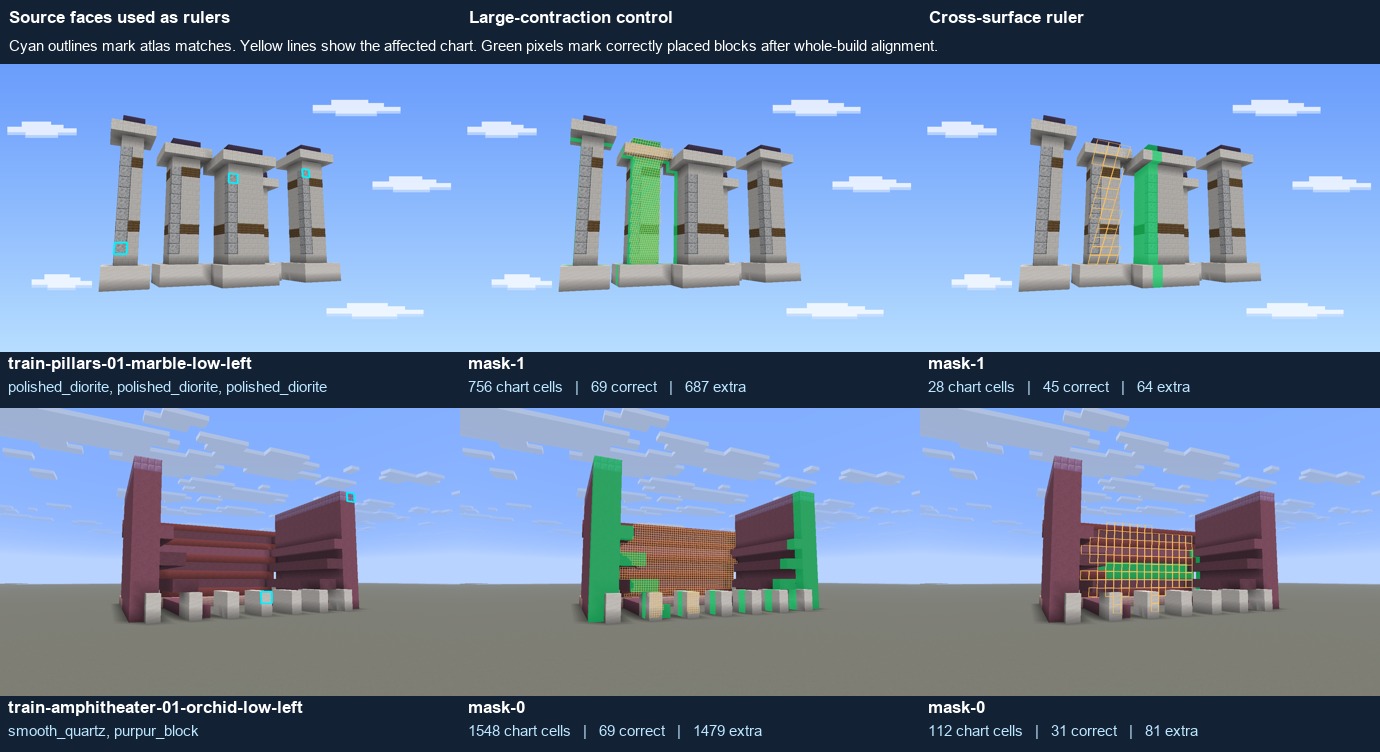 Source faces used as rulers
Large-contraction control
Cross-surface ruler
Cyan outlines mark atlas matches. Yellow lines show the affected chart. Green pixels mark correctly placed blocks after whole-build alignment.
train-pillars-01-marble-low-left
mask-1
mask-1
polished_diorite, polished_diorite, polished_diorite
756 chart cells | 69 correct | 687 extra
28 chart cells | 45 correct | 64 extra
train-amphitheater-01-orchid-low-left
mask-0
mask-0
smooth_quartz, purpur_block
1548 chart cells | 69 correct | 1479 extra
112 chart cells | 31 correct | 81 extra